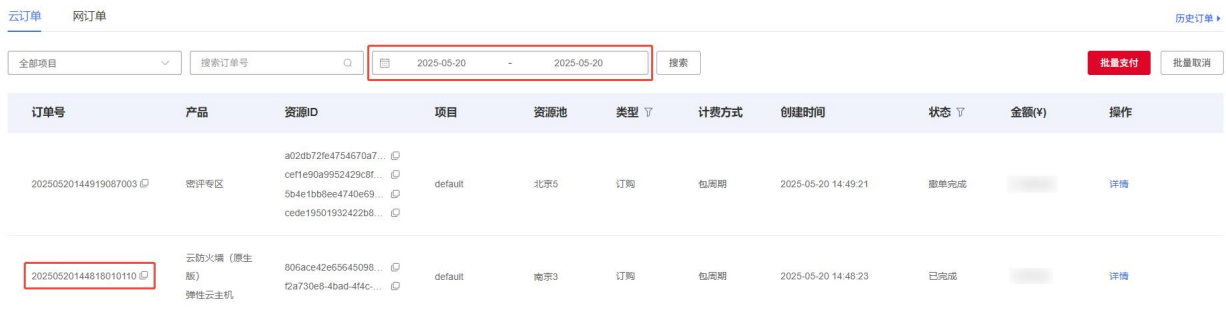 云订单 网订单 历史订单
全部项目 搜索订单号 2025-05-20 - 2025-05-20 搜索 批量支付 批量取消
订单号 产品 资源ID 项目 资源池 类型 计费方式 创建时间 状态 金额(¥) 操作
a02db72fe4754670a7...
cef1e90a9952429c8f...
20250520144919087003 密评专区 default 北京5 订购 包周期 2025-05-20 14:49:21 撤单完成 详情
5b4e1bb8ee4740e69...
cede19501932422b8...
云防火墙（原生
806ace42e65645098...
20250520144818010110 版） default 南京3 订购 包周期 2025-05-20 14:48:23 已完成 详情
f2a730e8-4bad-4f4c-...
弹性云主机